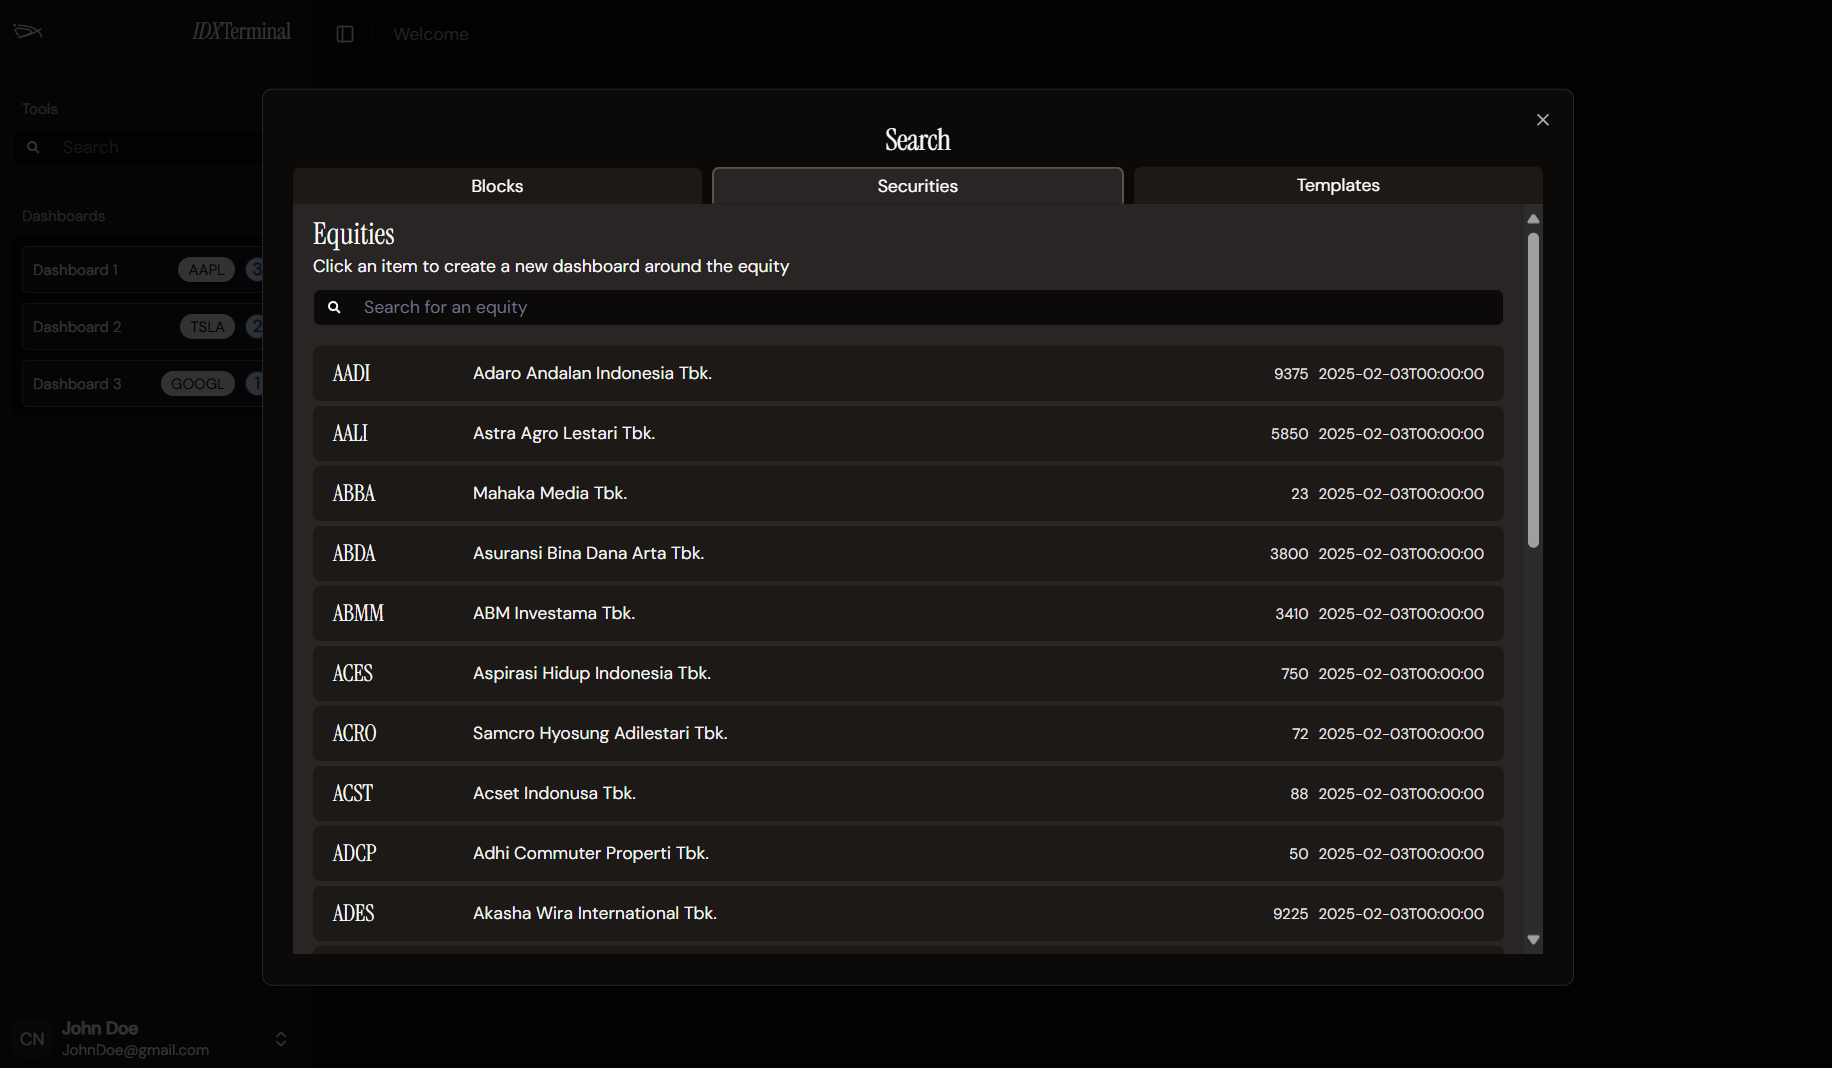 IDXTerminal
Welcome
Tools
Search
Dashboards
Dashboard 1 AAPL 3
Dashboard 2 TSLA 2
Dashboard 3 GOOGL 1
Search
Blocks Securities Templates
Equities
Click an item to create a new dashboard around the equity
Search for an equity
AADI Adaro Andalan Indonesia Tbk. 9375 2025-02-03T00:00:00
AALI Astra Agro Lestari Tbk. 5850 2025-02-03T00:00:00
ABBA Mahaka Media Tbk. 23 2025-02-03T00:00:00
ABDA Asuransi Bina Dana Arta Tbk. 3800 2025-02-03T00:00:00
ABMM ABM Investama Tbk. 3410 2025-02-03T00:00:00
ACES Aspirasi Hidup Indonesia Tbk. 750 2025-02-03T00:00:00
ACRO Samcro Hyosung Adilestari Tbk. 72 2025-02-03T00:00:00
ACST Acset Indonusa Tbk. 88 2025-02-03T00:00:00
ADCP Adhi Commuter Properti Tbk. 50 2025-02-03T00:00:00
ADES Akasha Wira International Tbk. 9225 2025-02-03T00:00:00
CN John Doe
JohnDoe@gmail.com